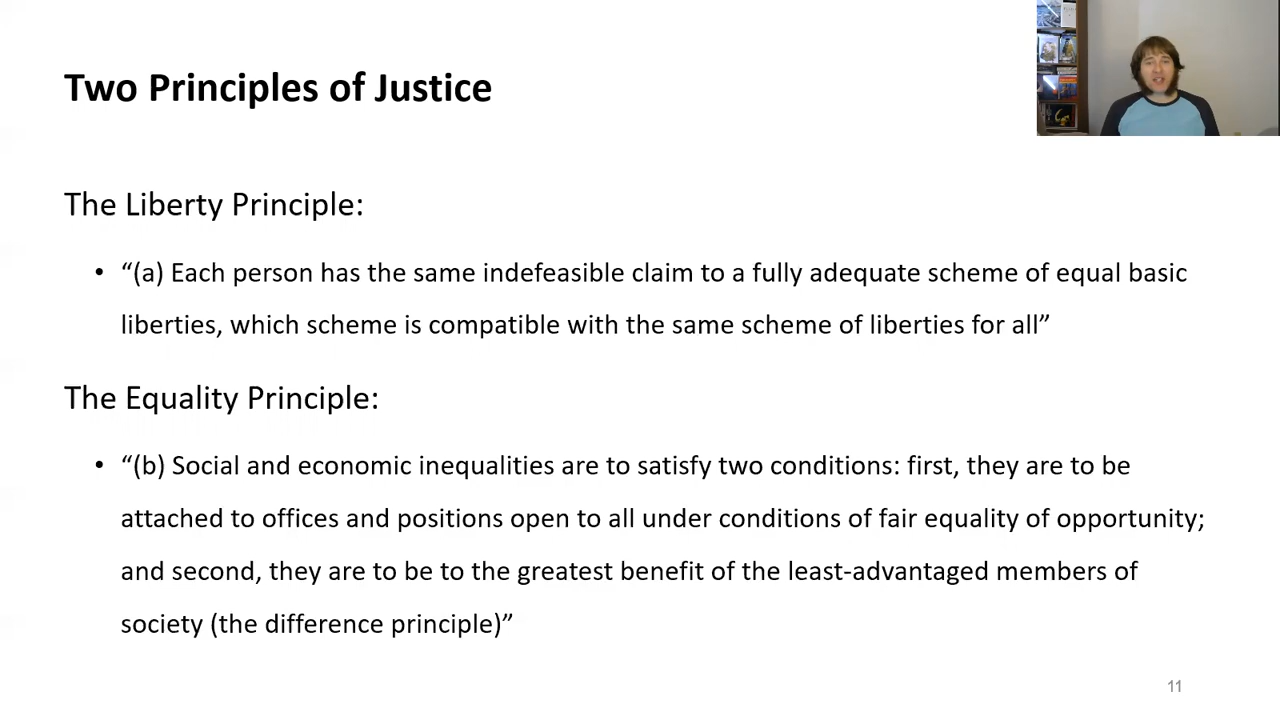 Two Principles of Justice
The Liberty Principle:
• “(a) Each person has the same indefeasible claim to a fully adequate scheme of equal basic
liberties, which scheme is compatible with the same scheme of liberties for all”
The Equality Principle:
• “(b) Social and economic inequalities are to satisfy two conditions: first, they are to be
attached to offices and positions open to all under conditions of fair equality of opportunity;
and second, they are to be to the greatest benefit of the least-advantaged members of
society (the difference principle)”
11